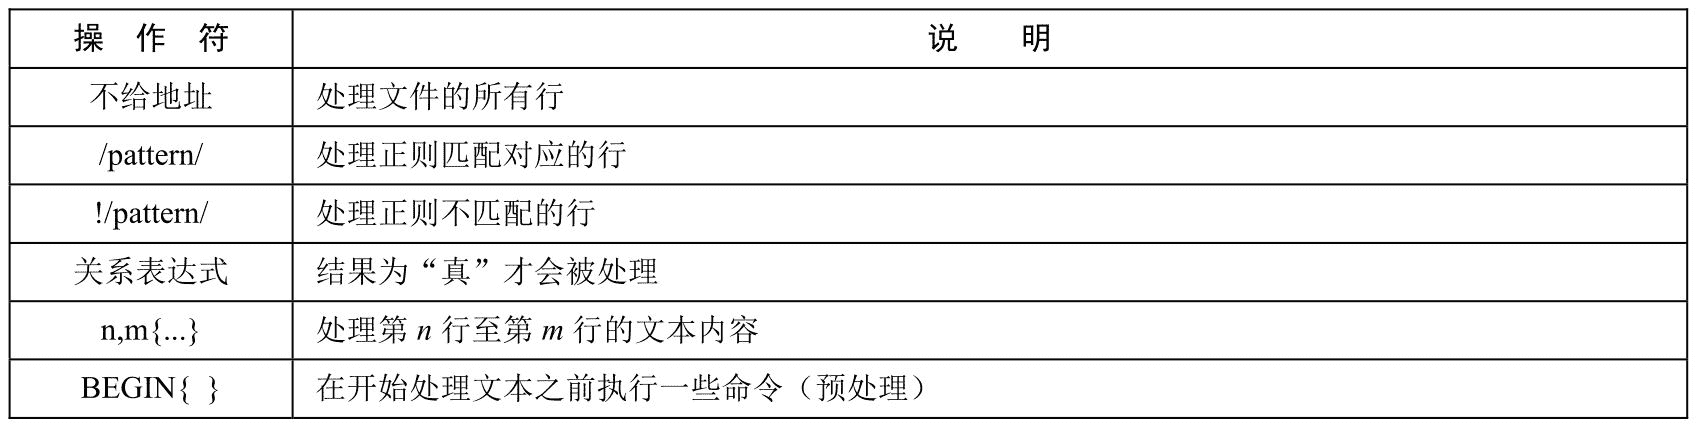 操 作 符 说 明
不给地址 处理文件的所有行
/pattern/ 处理正则匹配对应的行
!/pattern/ 处理正则不匹配的行
关系表达式 结果为“真”才会被处理
n,m{...} 处理第 n 行至第 m 行的文本内容
BEGIN{ } 在开始处理文本之前执行一些命令（预处理）